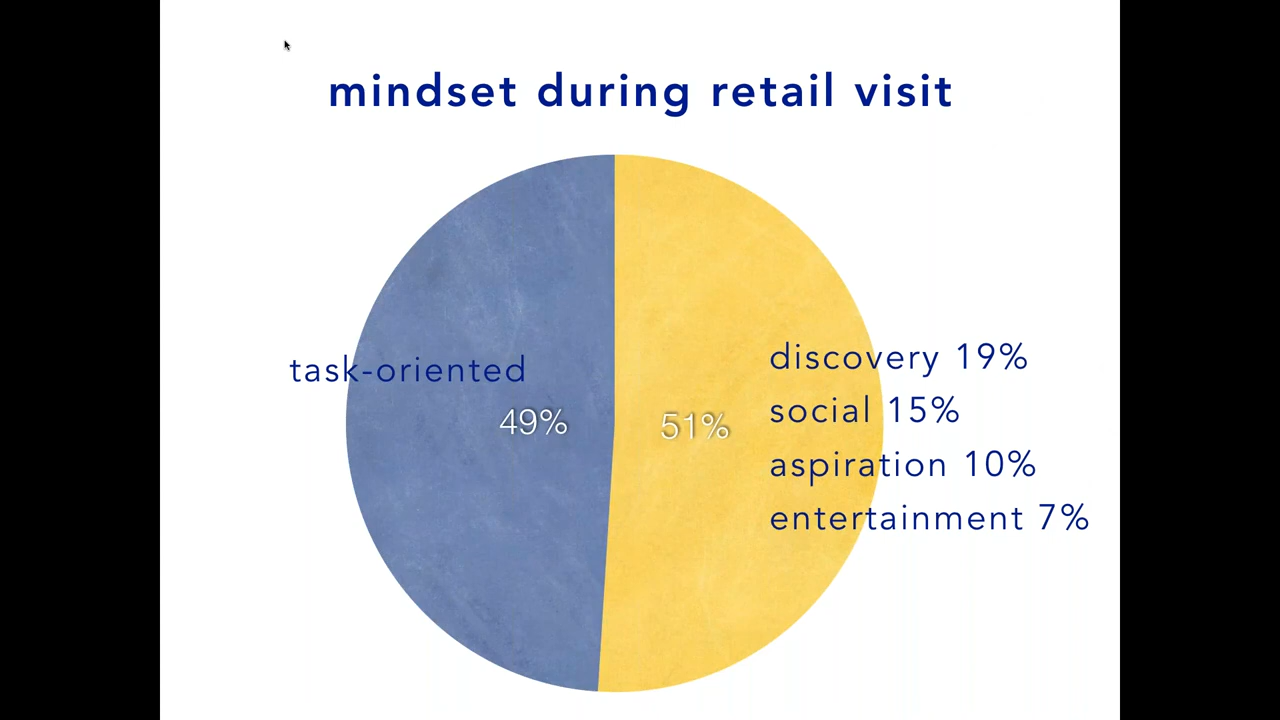 mindset during retail visit
task-oriented
49%
51%
discovery 19%
social 15%
aspiration 10%
entertainment 7%